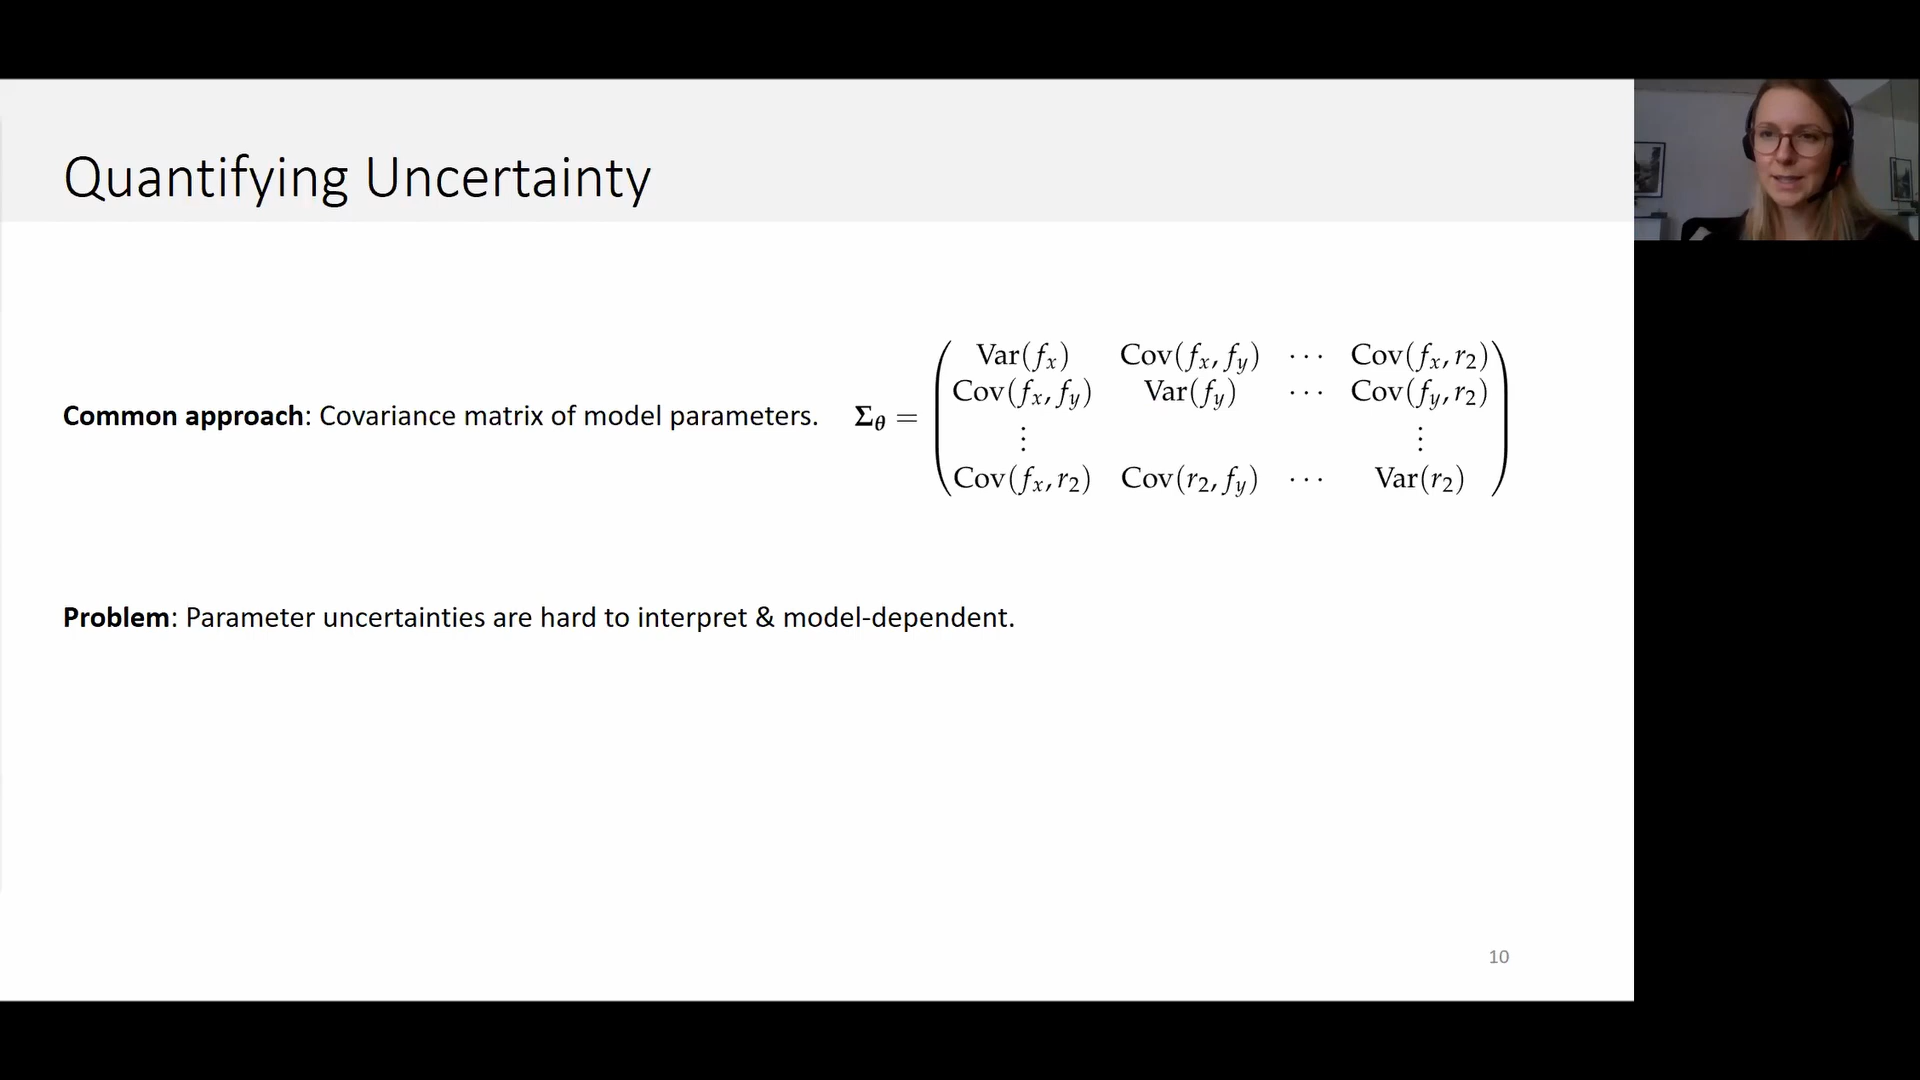 Quantifying Uncertainty
Common approach: Covariance matrix of model parameters. Σθ =
Var(fx) Cov(fx, fy) ··· Cov(fx, r2)
Cov(fx, fy) Var(fy) ··· Cov(fy, r2)
⋮ ⋮
Cov(fx, r2) Cov(r2, fy) ··· Var(r2)
Problem: Parameter uncertainties are hard to interpret & model-dependent.
10